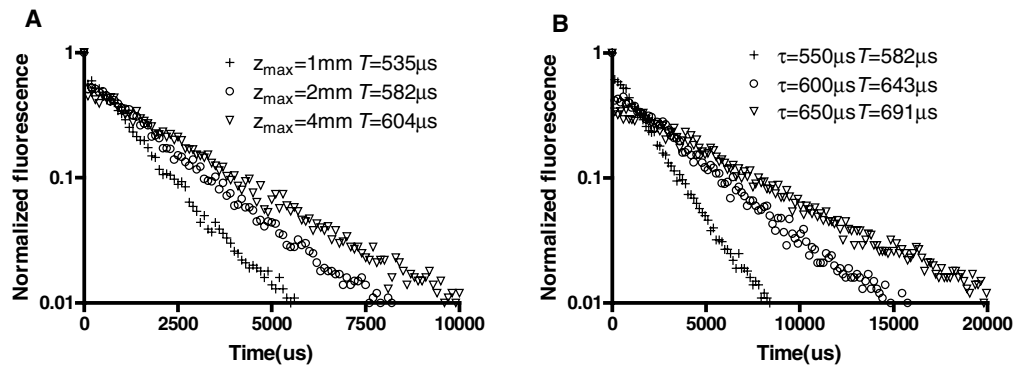 A
Normalized fluorescence
1
0.1
0.01
z_max=1mm T=535μs
z_max=2mm T=582μs
z_max=4mm T=604μs
0 2500 5000 7500 10000
Time(us)
B
Normalized fluorescence
1
0.1
0.01
τ=550μs T=582μs
τ=600μs T=643μs
τ=650μs T=691μs
0 5000 10000 15000 20000
Time(us)